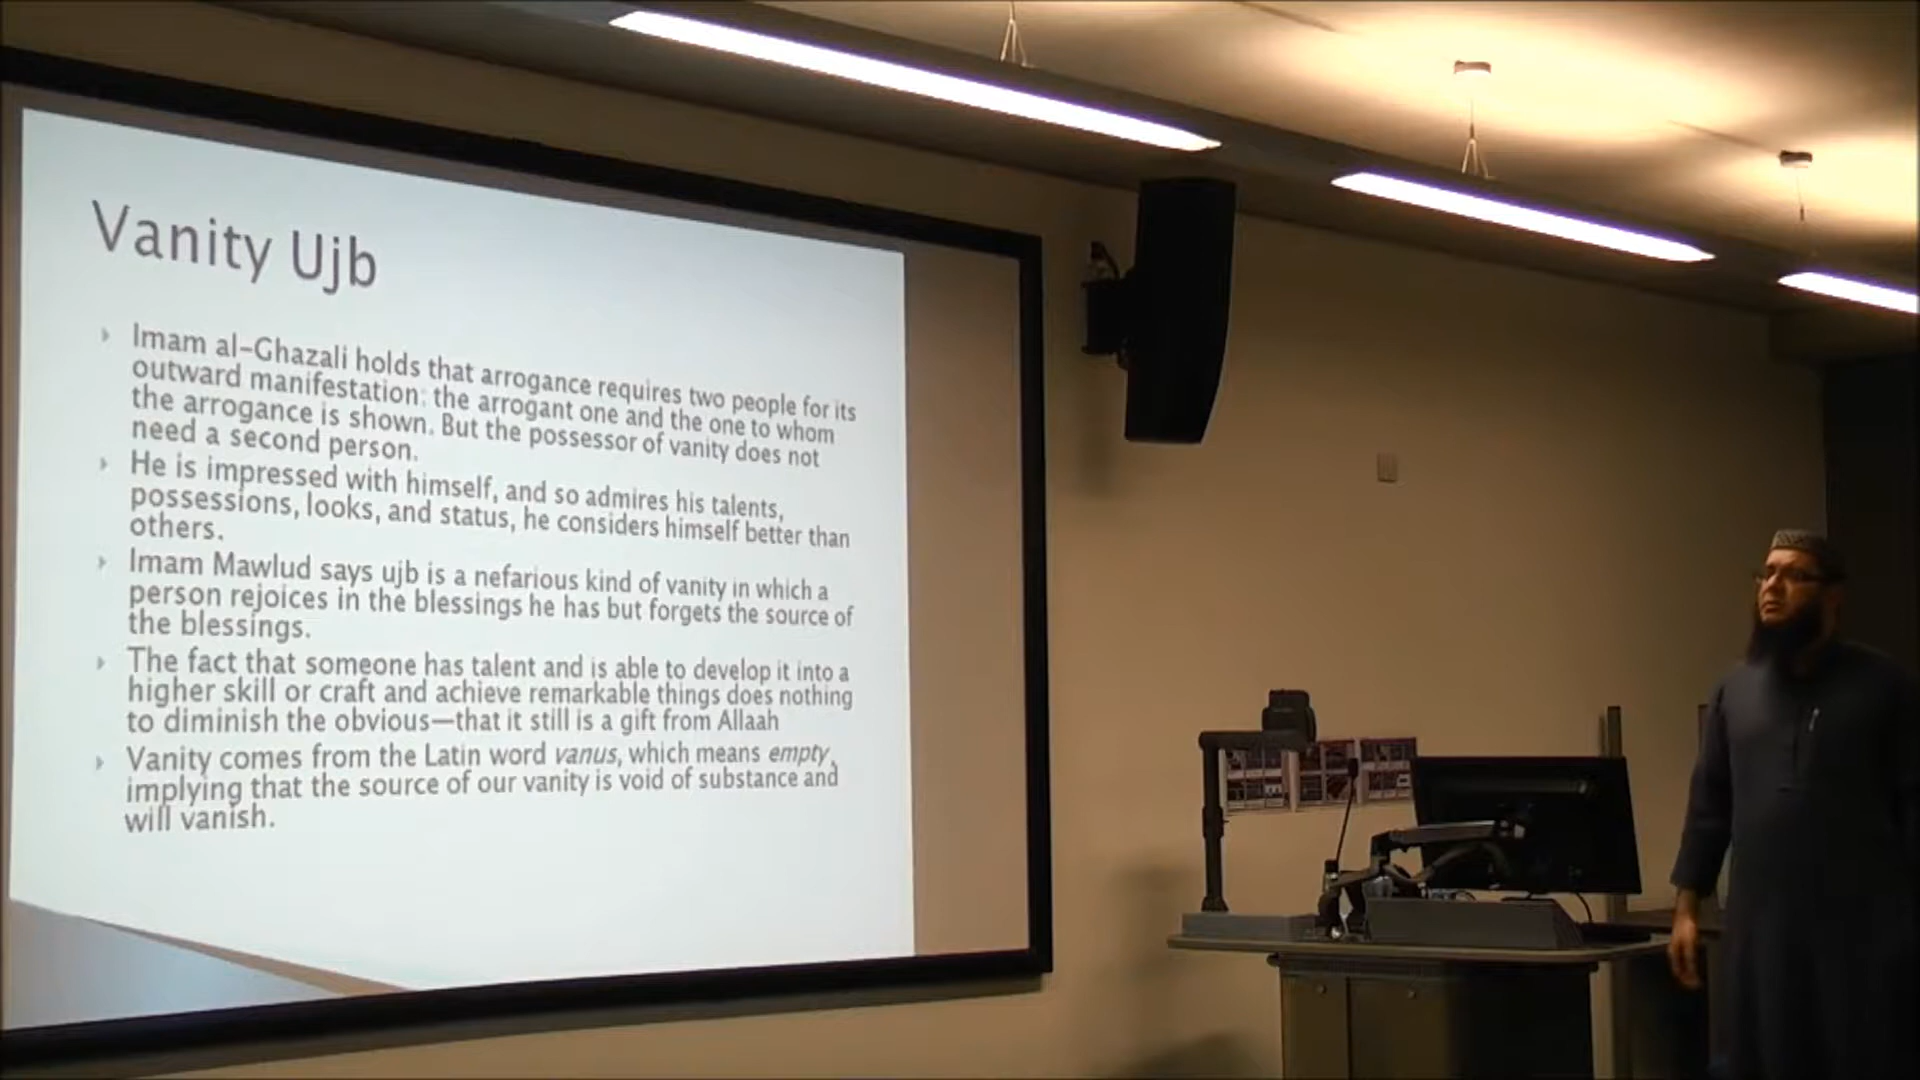 Vanity Ujb
Imam al-Ghazali holds that arrogance requires two people for its
outward manifestation: the arrogant one and the one to whom
the arrogance is shown. But the possessor of vanity does not
need a second person.
He is impressed with himself, and so admires his talents,
possessions, looks, and status, he considers himself better than
others.
Imam Mawlud says ujb is a nefarious kind of vanity in which a
person rejoices in the blessings he has but forgets the source of
the blessings.
The fact that someone has talent and is able to develop it into a
higher skill or craft and achieve remarkable things does nothing
to diminish the obvious—that it still is a gift from Allaah
Vanity comes from the Latin word vanus, which means empty,
implying that the source of our vanity is void of substance and
will vanish.